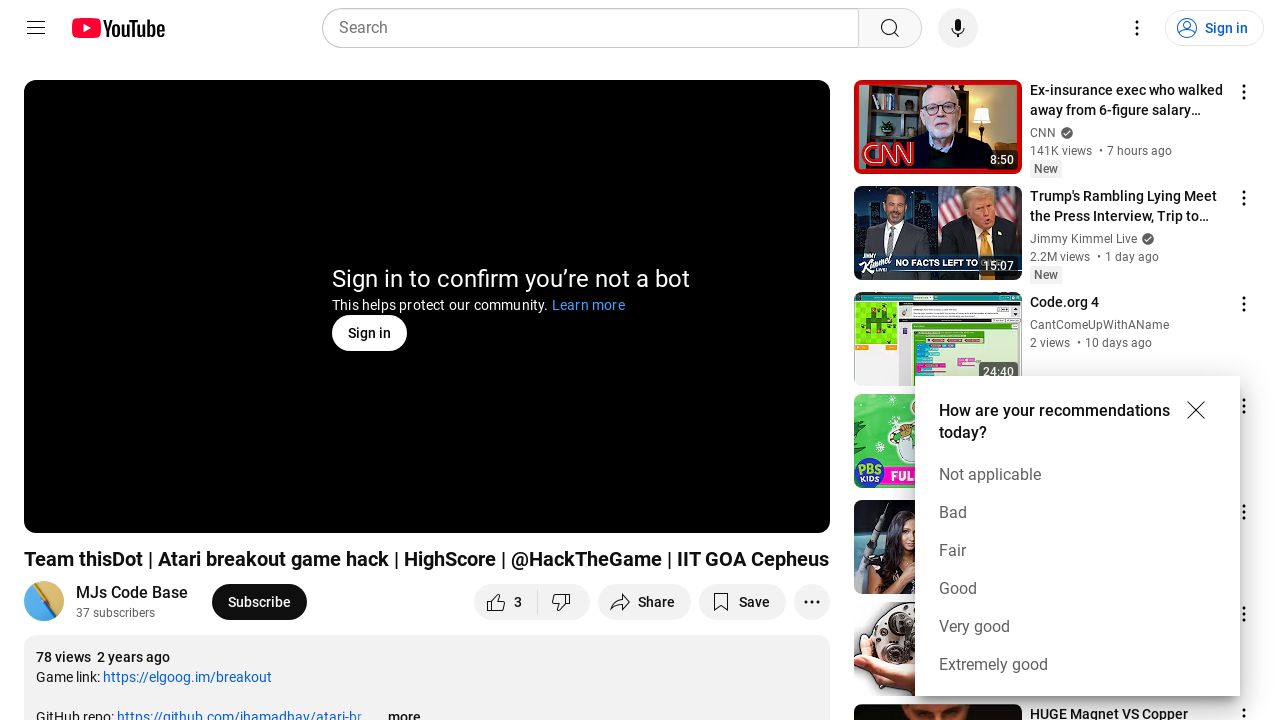 YouTube
Search
Sign in
Sign in to confirm you’re not a bot
This helps protect our community. Learn more
Sign in
Team thisDot | Atari breakout game hack | HighScore | @HackTheGame | IIT GOA Cepheus
MJs Code Base
37 subscribers
Subscribe
3
Share
Save
78 views 2 years ago
Game link: https://elgoog.im/breakout
GitHub repo: https://github.com/jhamadhav/atari-br
...more
CNN
8:50
Ex-insurance exec who walked
away from 6-figure salary…
CNN
141K views • 7 hours ago
New
JIMMY KIMMEL LIVE!
NO FACTS LEFT TO
15:07
Trump's Rambling Lying Meet
the Press Interview, Trip to…
Jimmy Kimmel Live
2.2M views • 1 day ago
New
24:40
Code.org 4
CantComeUpWithAName
2 views • 10 days ago
PBS
KIDS
FUL
How are your recommendations
today?
Not applicable
Bad
Fair
Good
Very good
Extremely good
HUGE Magnet VS Copper